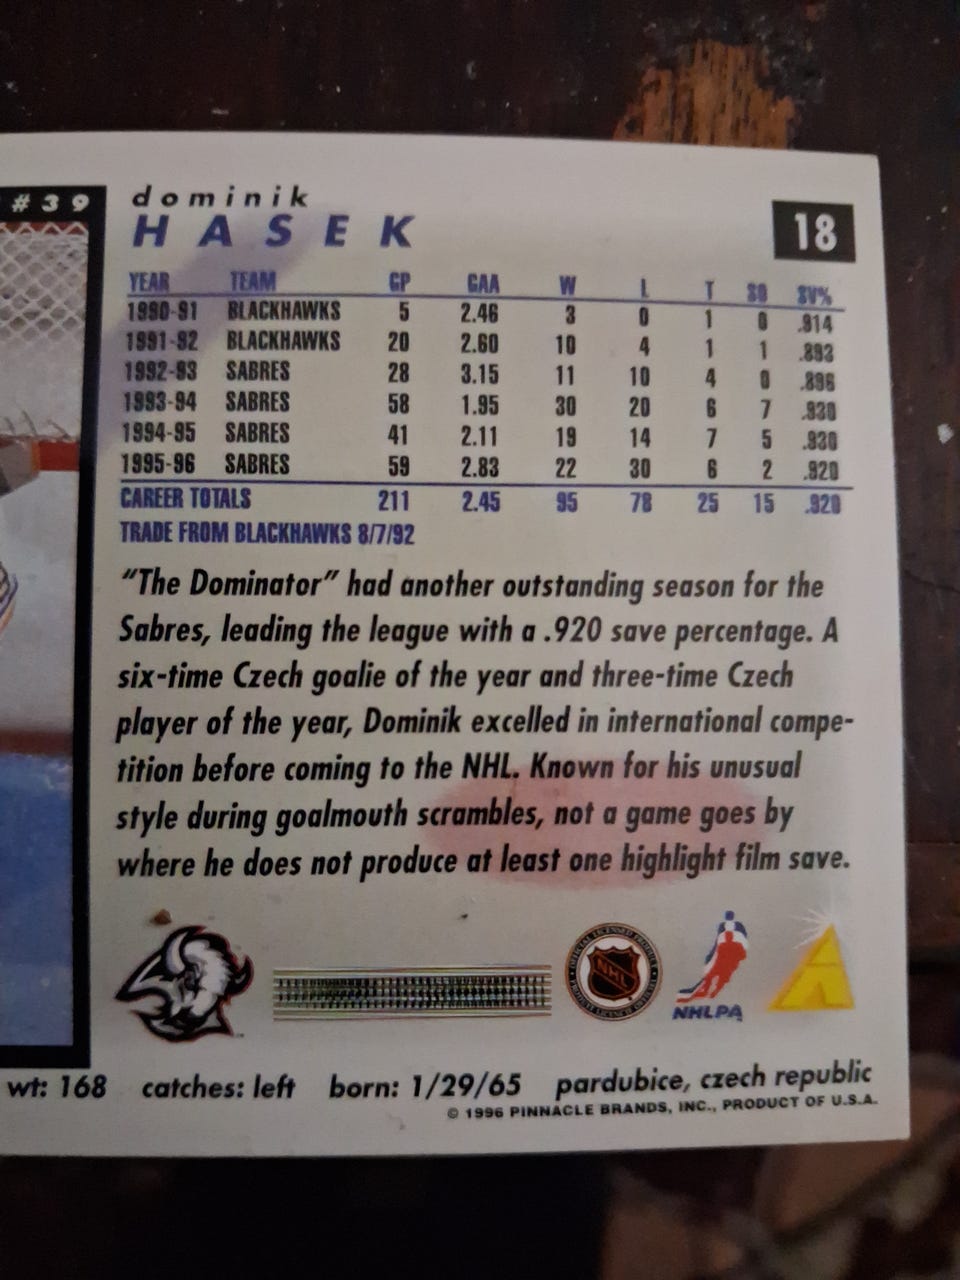 #39
dominik
HASEK
18
YEAR TEAM GP GAA W L T SO SV%
1990-91 BLACKHAWKS 5 2.46 3 0 1 0 .914
1991-92 BLACKHAWKS 20 2.60 10 4 1 1 .893
1992-93 SABRES 28 3.15 11 10 4 0 .896
1993-94 SABRES 58 1.95 30 20 6 7 .930
1994-95 SABRES 41 2.11 19 14 7 5 .930
1995-96 SABRES 59 2.83 22 30 6 2 .920
CAREER TOTALS 211 2.45 95 78 25 15 .920
TRADE FROM BLACKHAWKS 8/7/92
"The Dominator" had another outstanding season for the
Sabres, leading the league with a .920 save percentage. A
six-time Czech goalie of the year and three-time Czech
player of the year, Dominik excelled in international compe-
tition before coming to the NHL. Known for his unusual
style during goalmouth scrambles, not a game goes by
where he does not produce at least one highlight film save.
NHL
NHLPA
wt: 168 catches: left born: 1/29/65 pardubice, czech republic
© 1996 PINNACLE BRANDS, INC., PRODUCT OF U.S.A.